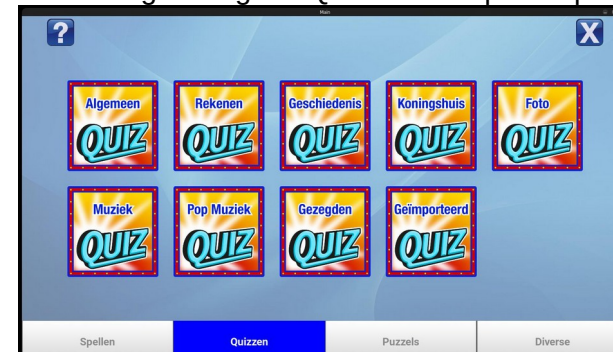 Main
? X
Algemeen QUIZ
Rekenen QUIZ
Geschiedenis QUIZ
Koningshuis QUIZ
Foto QUIZ
Muziek QUIZ
Pop Muziek QUIZ
Gezegden QUIZ
Geïmporteerd QUIZ
Spellen Quizzen Puzzels Diverse